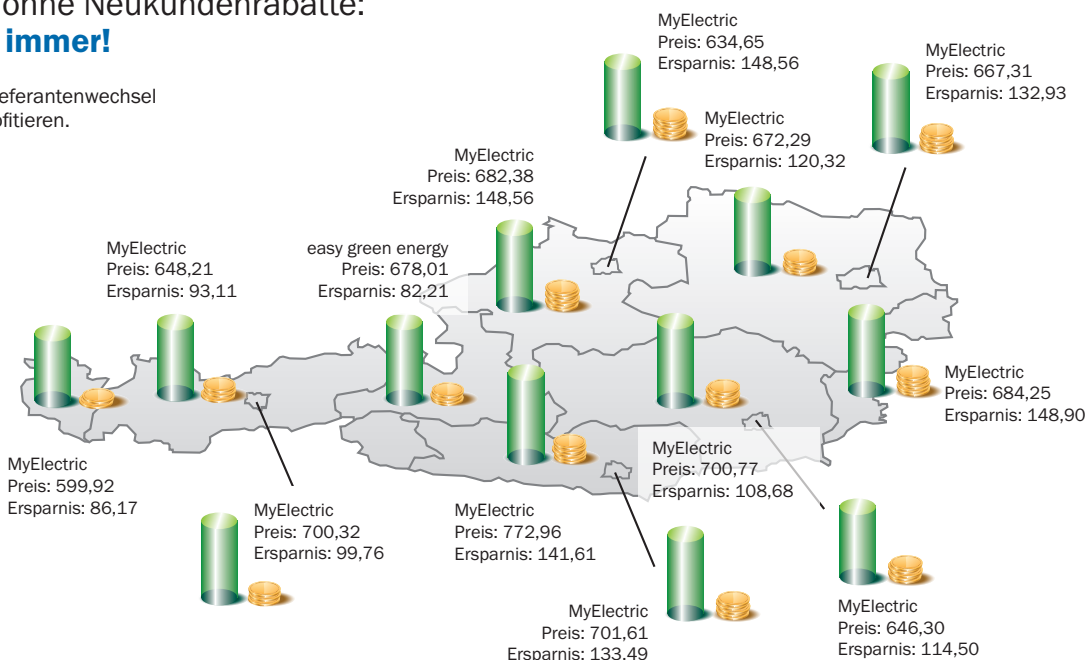 ohne Neukundenrabatte:
immer!
eferantenwechsel
ofitieren.
MyElectric
Preis: 634,65
Ersparnis: 148,56
MyElectric
Preis: 667,31
Ersparnis: 132,93
MyElectric
Preis: 672,29
Ersparnis: 120,32
MyElectric
Preis: 682,38
Ersparnis: 148,56
MyElectric
Preis: 648,21
Ersparnis: 93,11
easy green energy
Preis: 678,01
Ersparnis: 82,21
MyElectric
Preis: 684,25
Ersparnis: 148,90
MyElectric
Preis: 700,77
Ersparnis: 108,68
MyElectric
Preis: 599,92
Ersparnis: 86,17
MyElectric
Preis: 700,32
Ersparnis: 99,76
MyElectric
Preis: 772,96
Ersparnis: 141,61
MyElectric
Preis: 701,61
Ersparnis: 133,49
MyElectric
Preis: 646,30
Ersparnis: 114,50